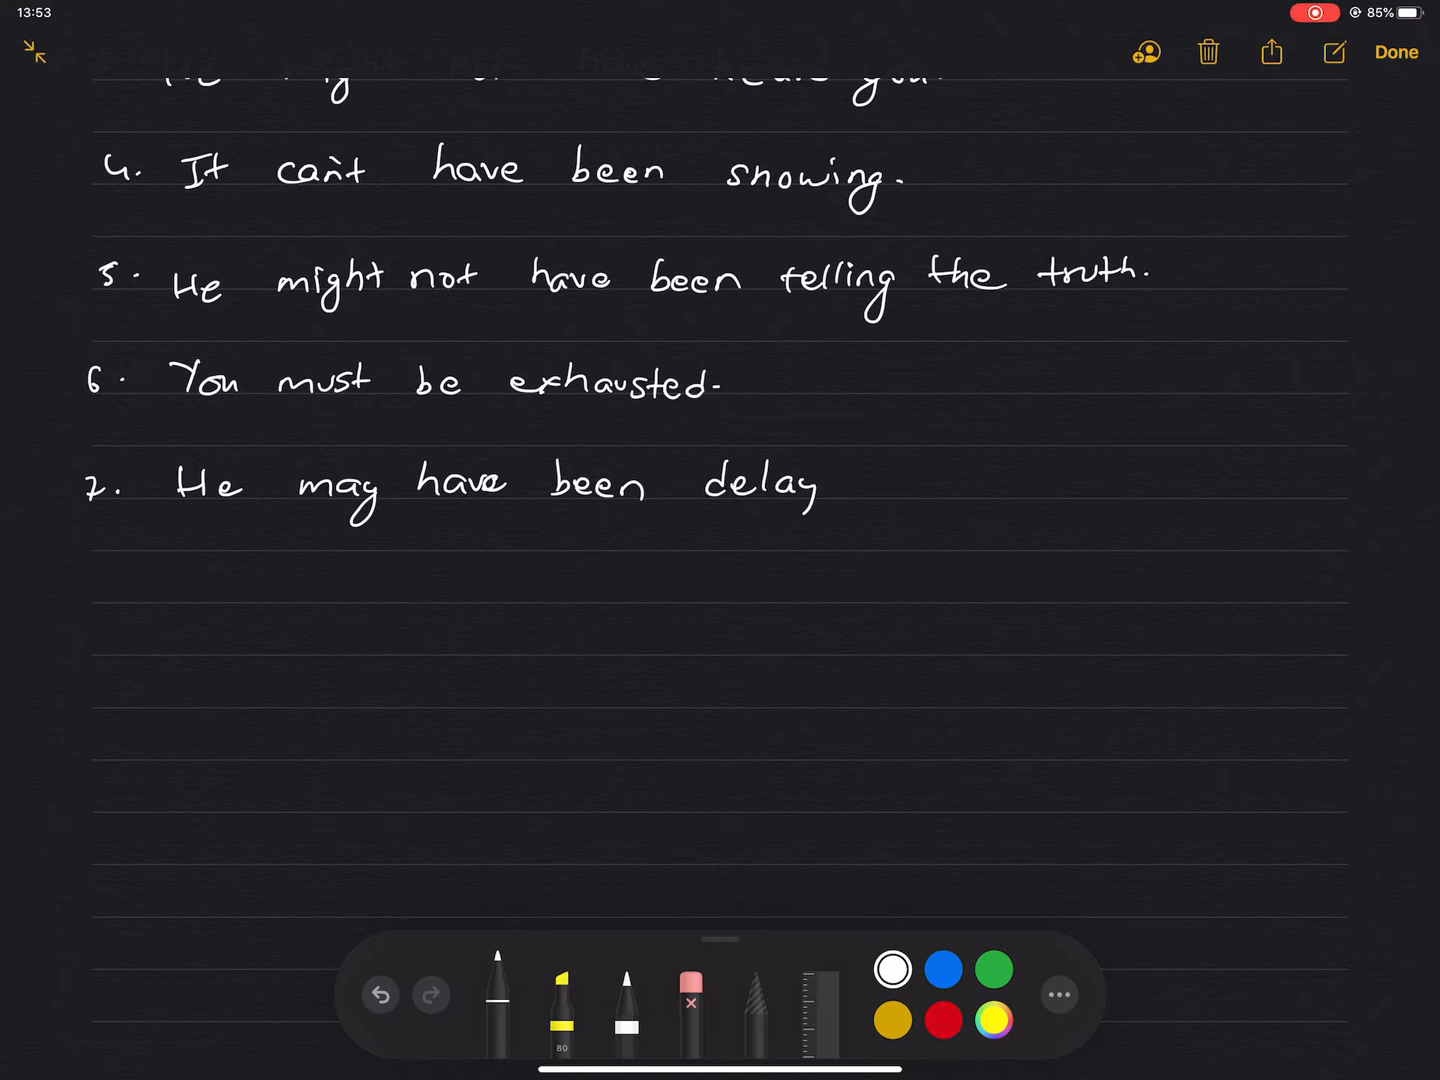 13:53
85%
Done
4. It can't have been snowing.
5. He might not have been telling the truth.
6. You must be exhausted.
7. He may have been delay
80